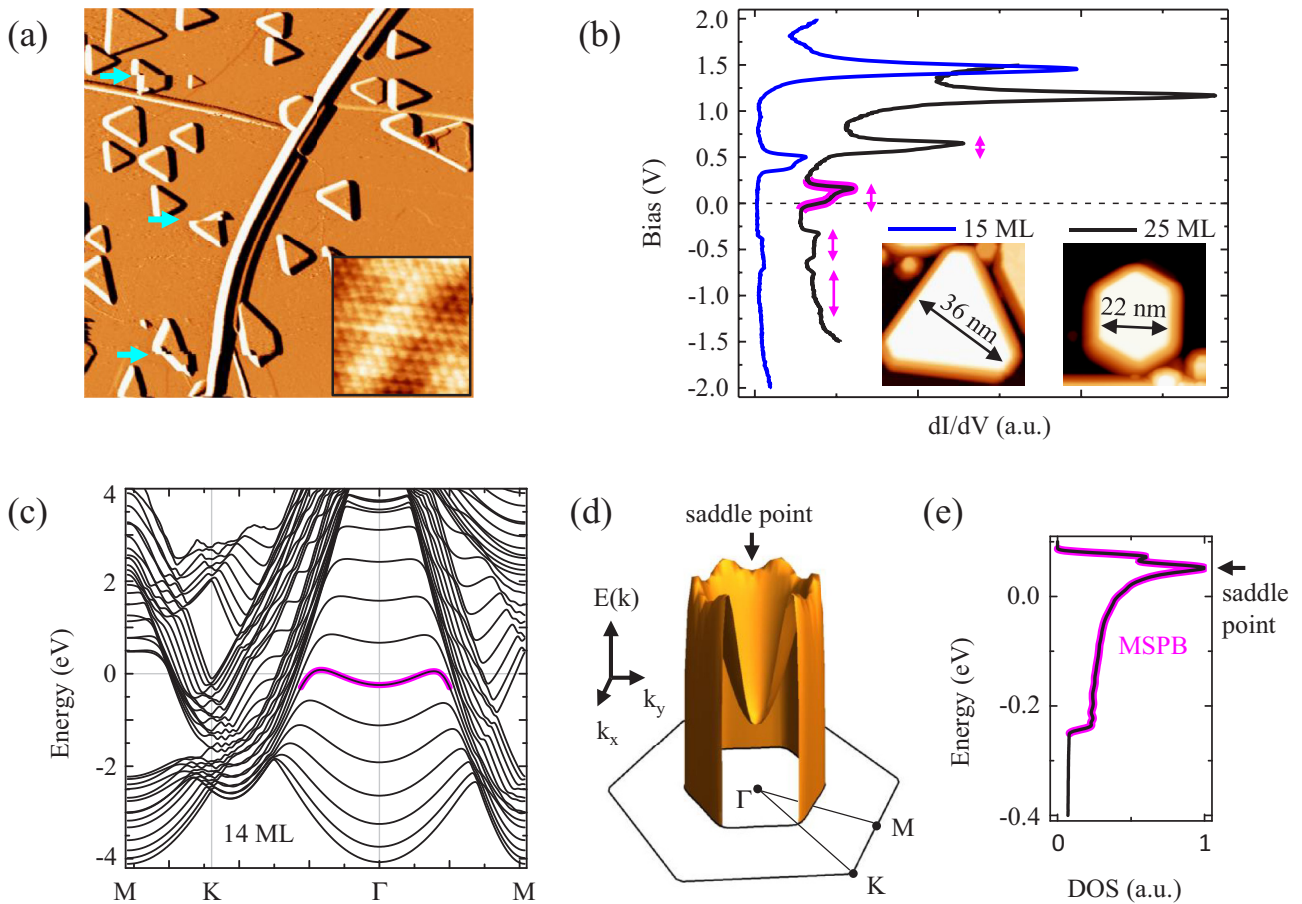 (a)
(b)
2.0
1.5
1.0
0.5
0.0
-0.5
-1.0
-1.5
-2.0
Bias (V)
15 ML
25 ML
36 nm
22 nm
dI/dV (a.u.)
(c)
4
2
0
-2
-4
Energy (eV)
14 ML
M
K
Γ
M
(d)
saddle point
E(k)
k_y
k_x
Γ
M
K
(e)
0.0
-0.2
-0.4
Energy (eV)
MSPB
saddle
point
0
1
DOS (a.u.)